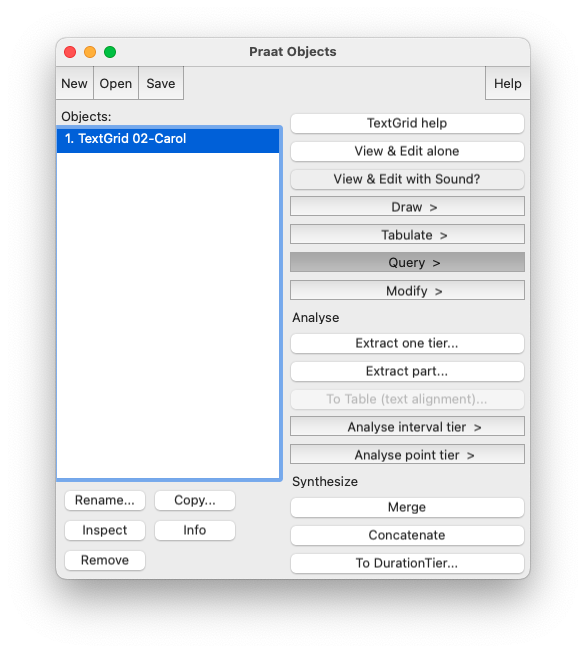 Praat Objects
New Open Save Help
Objects:
1. TextGrid 02-Carol
Rename... Copy...
Inspect Info
Remove
TextGrid help
View & Edit alone
View & Edit with Sound?
Draw >
Tabulate >
Query >
Modify >
Analyse
Extract one tier...
Extract part...
To Table (text alignment)...
Analyse interval tier >
Analyse point tier >
Synthesize
Merge
Concatenate
To DurationTier...